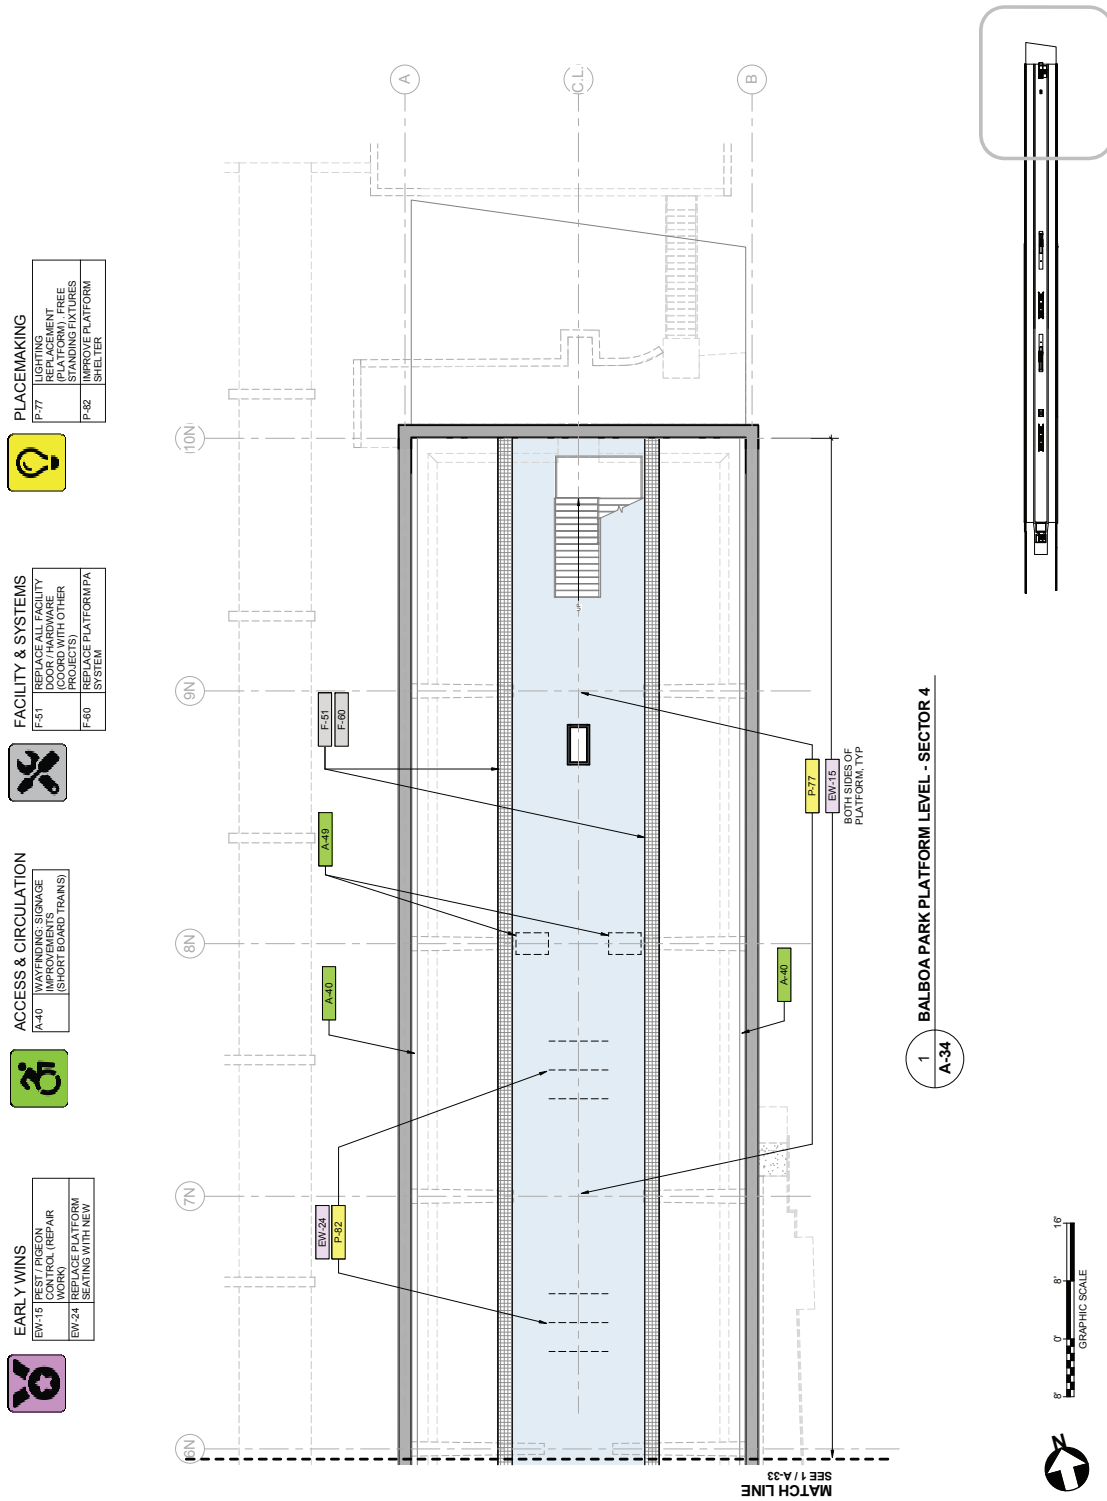 EARLY WINS
EW-15
PEST / PIGEON
CONTROL (REPAIR
WORK)
EW-24
REPLACE PLATFORM
SEATING WITH NEW
ACCESS & CIRCULATION
A-40
WAYFINDING: SIGNAGE
IMPROVEMENTS
(SHORT BOARD TRAINS)
FACILITY & SYSTEMS
F-51
REPLACE ALL FACILITY
DOOR / HARDWARE
(COORD WITH OTHER
PROJECTS)
F-60
REPLACE PLATFORM PA
SYSTEM
PLACEMAKING
P-77
LIGHTING
REPLACEMENT
(PLATFORM) . FREE
STANDING FIXTURES
P-82
IMPROVE PLATFORM
SHELTER
6N
7N
8N
9N
10N
EW-24
P-82
A-40
A-49
F-51
F-60
A
C.L.
B
A-40
P-77
EW-15
BOTH SIDES OF
PLATFORM, TYP
MATCH LINE
SEE 1 / A-33
1
A-34
BALBOA PARK PLATFORM LEVEL - SECTOR 4
N
8'
0'
8'
16'
GRAPHIC SCALE